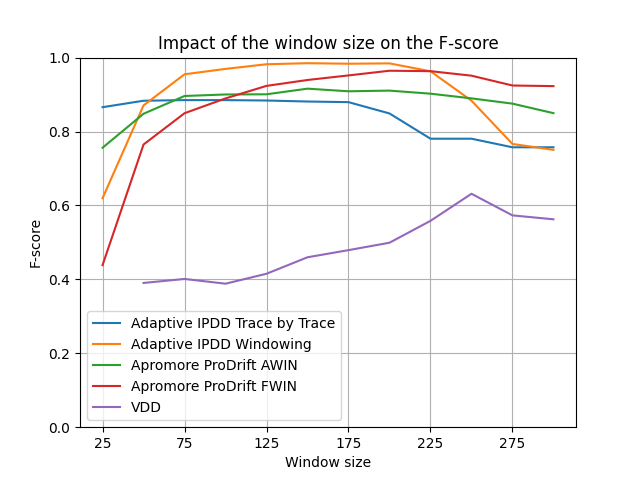 Impact of the window size on the F-score
F-score
1.0
0.8
0.6
0.4
0.2
0.0
Adaptive IPDD Trace by Trace
Adaptive IPDD Windowing
Apromore ProDrift AWIN
Apromore ProDrift FWIN
VDD
25 75 125 175 225 275
Window size